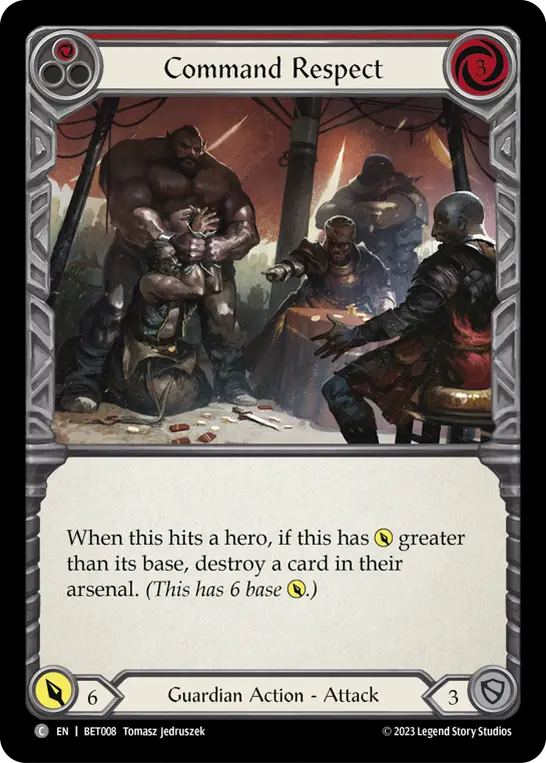 Command Respect
3
When this hits a hero, if this has greater
than its base, destroy a card in their
arsenal. (This has 6 base .)
6
Guardian Action - Attack
3
C EN | BET008 Tomasz Jedruszek
© 2023 Legend Story Studios